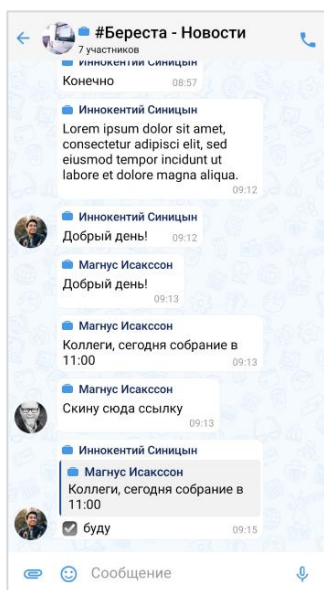 #Береста - Новости
7 участников
Иннокентий Синицын
Конечно 08:57
Иннокентий Синицын
Lorem ipsum dolor sit amet,
consectetur adipisci elit, sed
eiusmod tempor incidunt ut
labore et dolore magna aliqua.
09:12
Иннокентий Синицын
Добрый день! 09:12
Магнус Исакссон
Добрый день!
09:13
Магнус Исакссон
Коллеги, сегодня собрание в
11:00 09:13
Магнус Исакссон
Скину сюда ссылку
09:13
Иннокентий Синицын
Магнус Исакссон
Коллеги, сегодня собрание в
11:00
буду 09:15
Сообщение